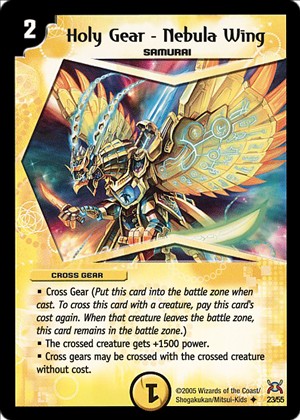 2
Holy Gear - Nebula Wing
SAMURAI
CROSS GEAR
▪ Cross Gear (Put this card into the battle zone when
cast. To cross this card with a creature, pay this card's
cost again. When that creature leaves the battle zone,
this card remains in the battle zone.)
▪ The crossed creature gets +1500 power.
▪ Cross gears may be crossed with the crossed creature
without cost.
1
©2005 Wizards of the Coast/
Shogakukan/Mitsui-Kids ♦ 23/55